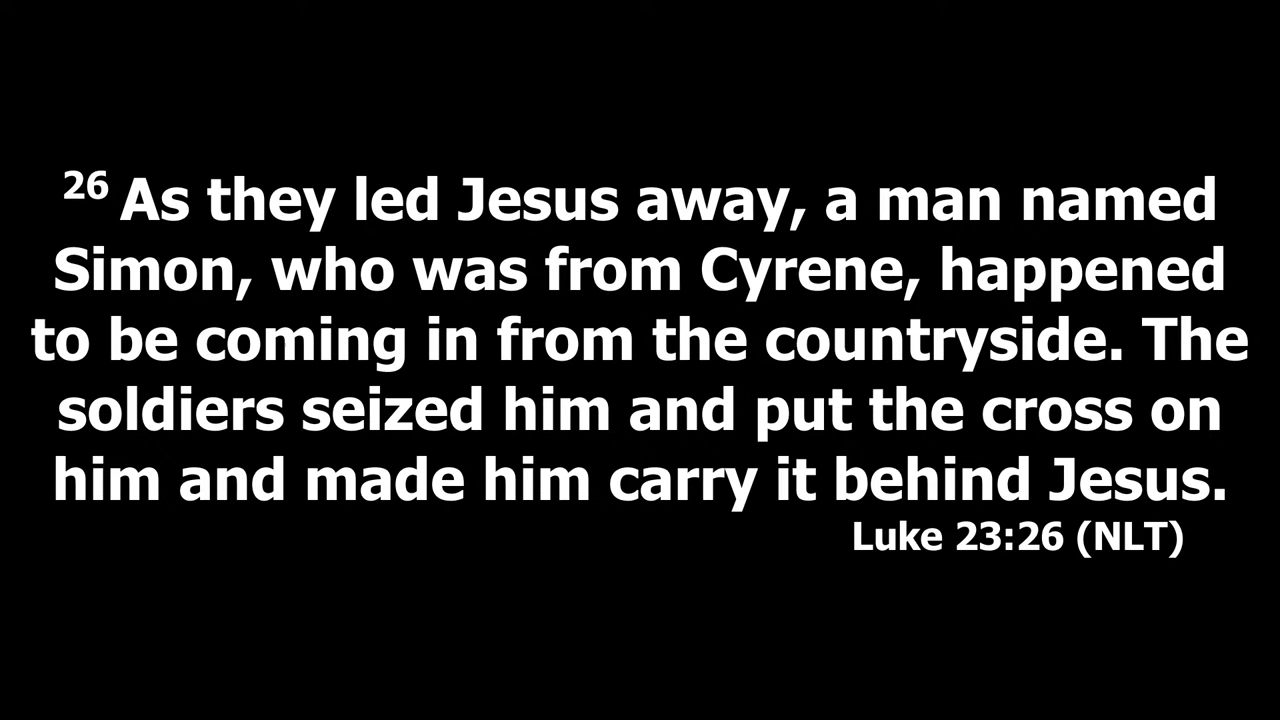 26 As they led Jesus away, a man named
Simon, who was from Cyrene, happened
to be coming in from the countryside. The
soldiers seized him and put the cross on
him and made him carry it behind Jesus.
Luke 23:26 (NLT)